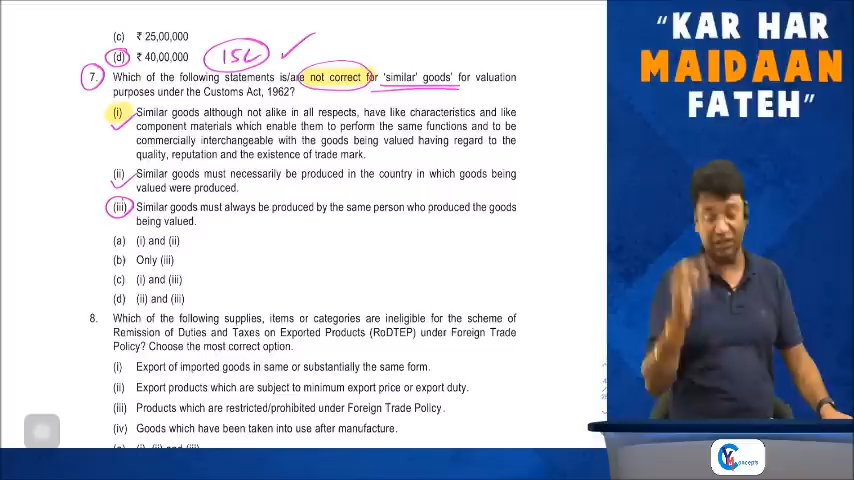 (c) ₹ 25,00,000
(d) ₹ 40,00,000 15L
7. Which of the following statements is/are not correct for 'similar' goods' for valuation
purposes under the Customs Act, 1962?
(i) Similar goods although not alike in all respects, have like characteristics and like
component materials which enable them to perform the same functions and to be
commercially interchangeable with the goods being valued having regard to the
quality, reputation and the existence of trade mark.
(ii) Similar goods must necessarily be produced in the country in which goods being
valued were produced.
(iii) Similar goods must always be produced by the same person who produced the goods
being valued.
(a) (i) and (ii)
(b) Only (iii)
(c) (i) and (iii)
(d) (ii) and (iii)
8. Which of the following supplies, items or categories are ineligible for the scheme of
Remission of Duties and Taxes on Exported Products (RoDTEP) under Foreign Trade
Policy? Choose the most correct option.
(i) Export of imported goods in same or substantially the same form.
(ii) Export products which are subject to minimum export price or export duty.
(iii) Products which are restricted/prohibited under Foreign Trade Policy.
(iv) Goods which have been taken into use after manufacture.
"KAR HAR
MAIDAAN
FATEH"